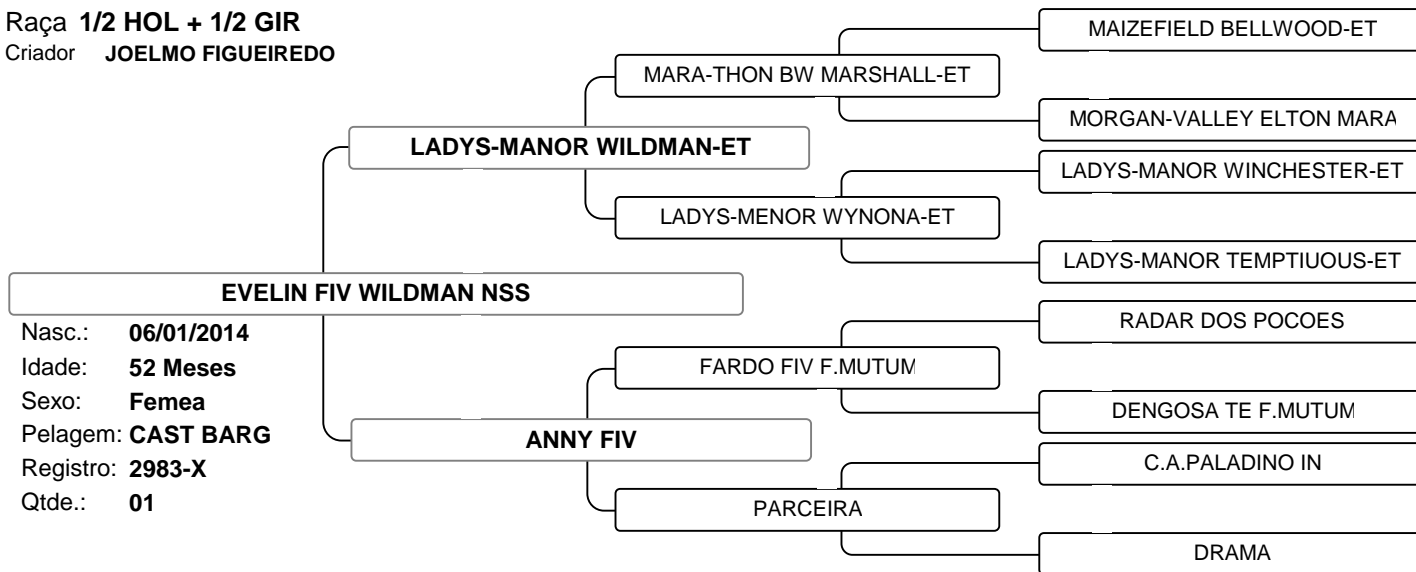 Raça 1/2 HOL + 1/2 GIR
Criador JOELMO FIGUEIREDO
MAIZEFIELD BELLWOOD-ET
MARA-THON BW MARSHALL-ET
MORGAN-VALLEY ELTON MARA
LADYS-MANOR WILDMAN-ET
LADYS-MANOR WINCHESTER-ET
LADYS-MENOR WYNONA-ET
LADYS-MANOR TEMPTIUOUS-ET
EVELIN FIV WILDMAN NSS
Nasc.: 06/01/2014
Idade: 52 Meses
Sexo: Femea
Pelagem: CAST BARG
Registro: 2983-X
Qtde.: 01
RADAR DOS POCOES
FARDO FIV F.MUTUM
DENGOSA TE F.MUTUM
ANNY FIV
C.A.PALADINO IN
PARCEIRA
DRAMA